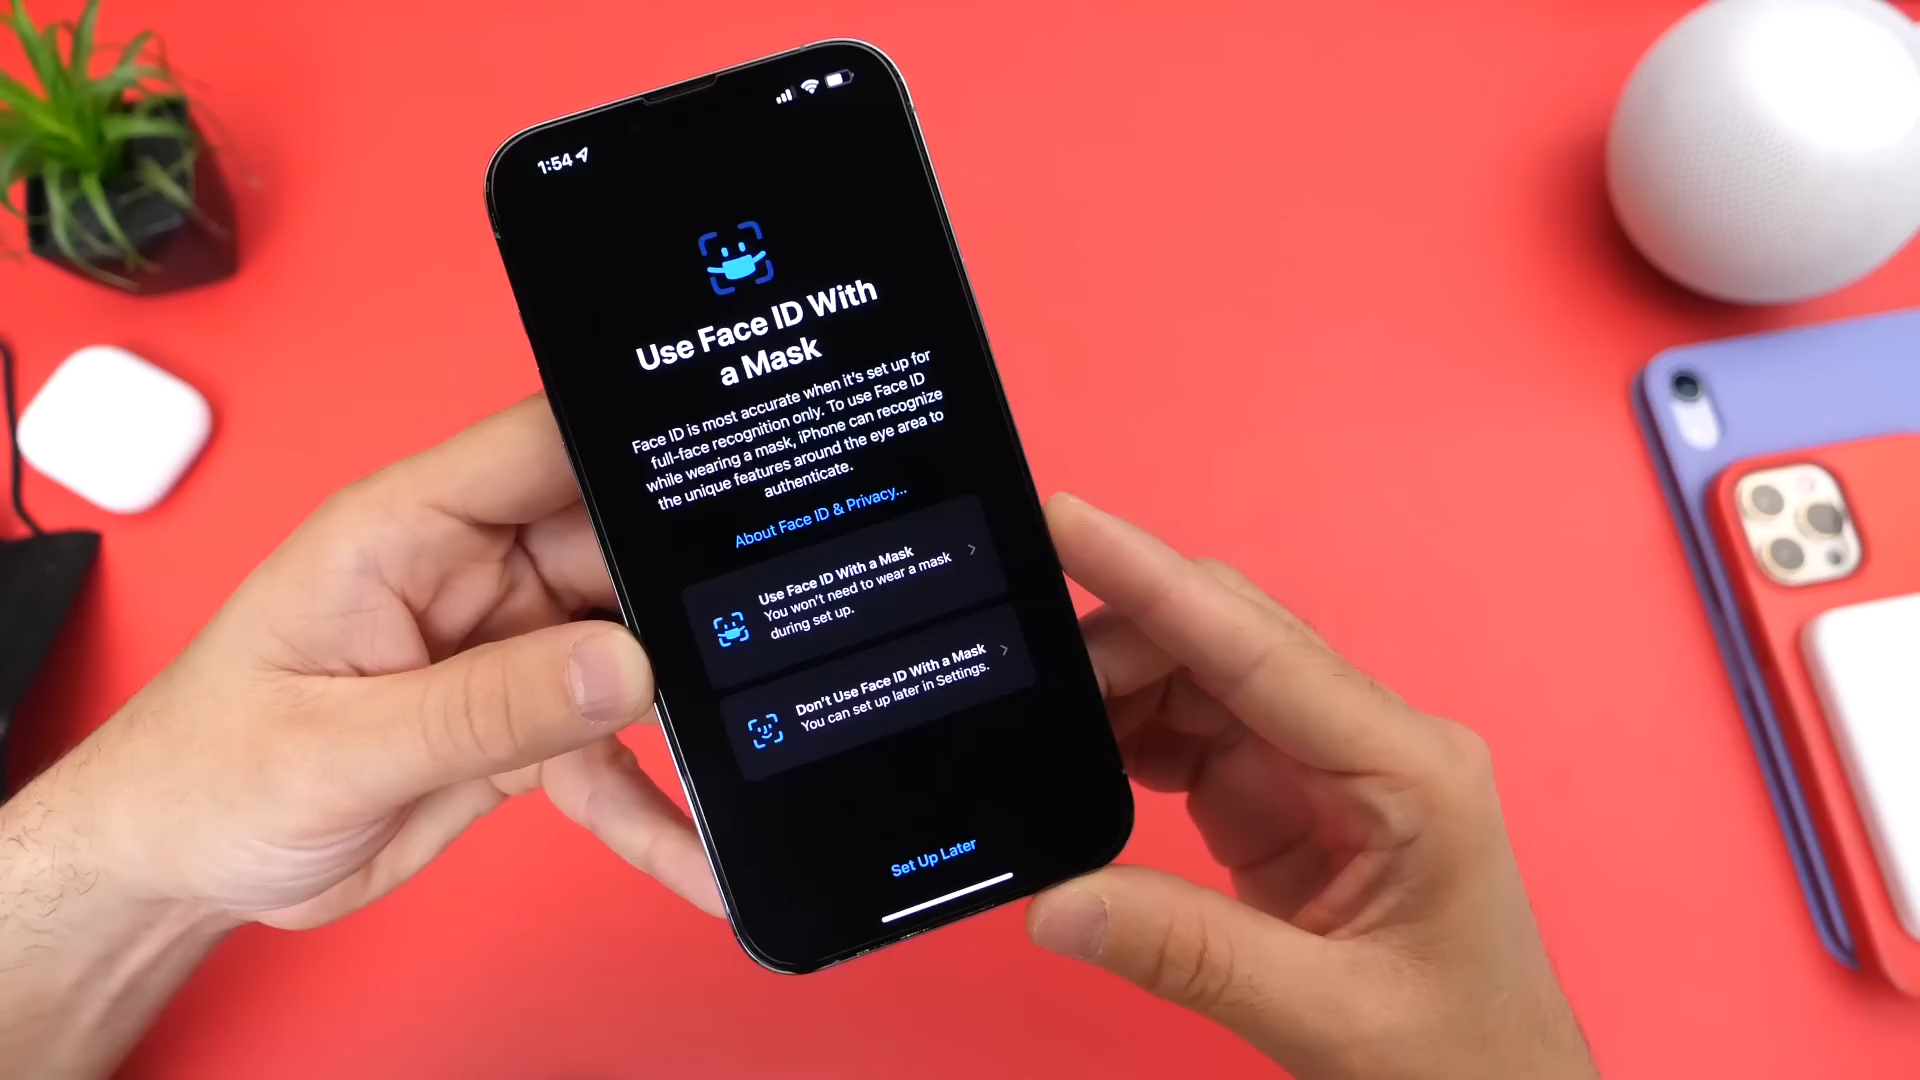 1:54
Use Face ID With
a Mask
Face ID is most accurate when it's set up for
full-face recognition only. To use Face ID
while wearing a mask, iPhone can recognize
the unique features around the eye area to
authenticate.
About Face ID & Privacy...
Use Face ID With a Mask
You won't need to wear a mask
during set up.
Don't Use Face ID With a Mask
You can set up later in Settings.
Set Up Later